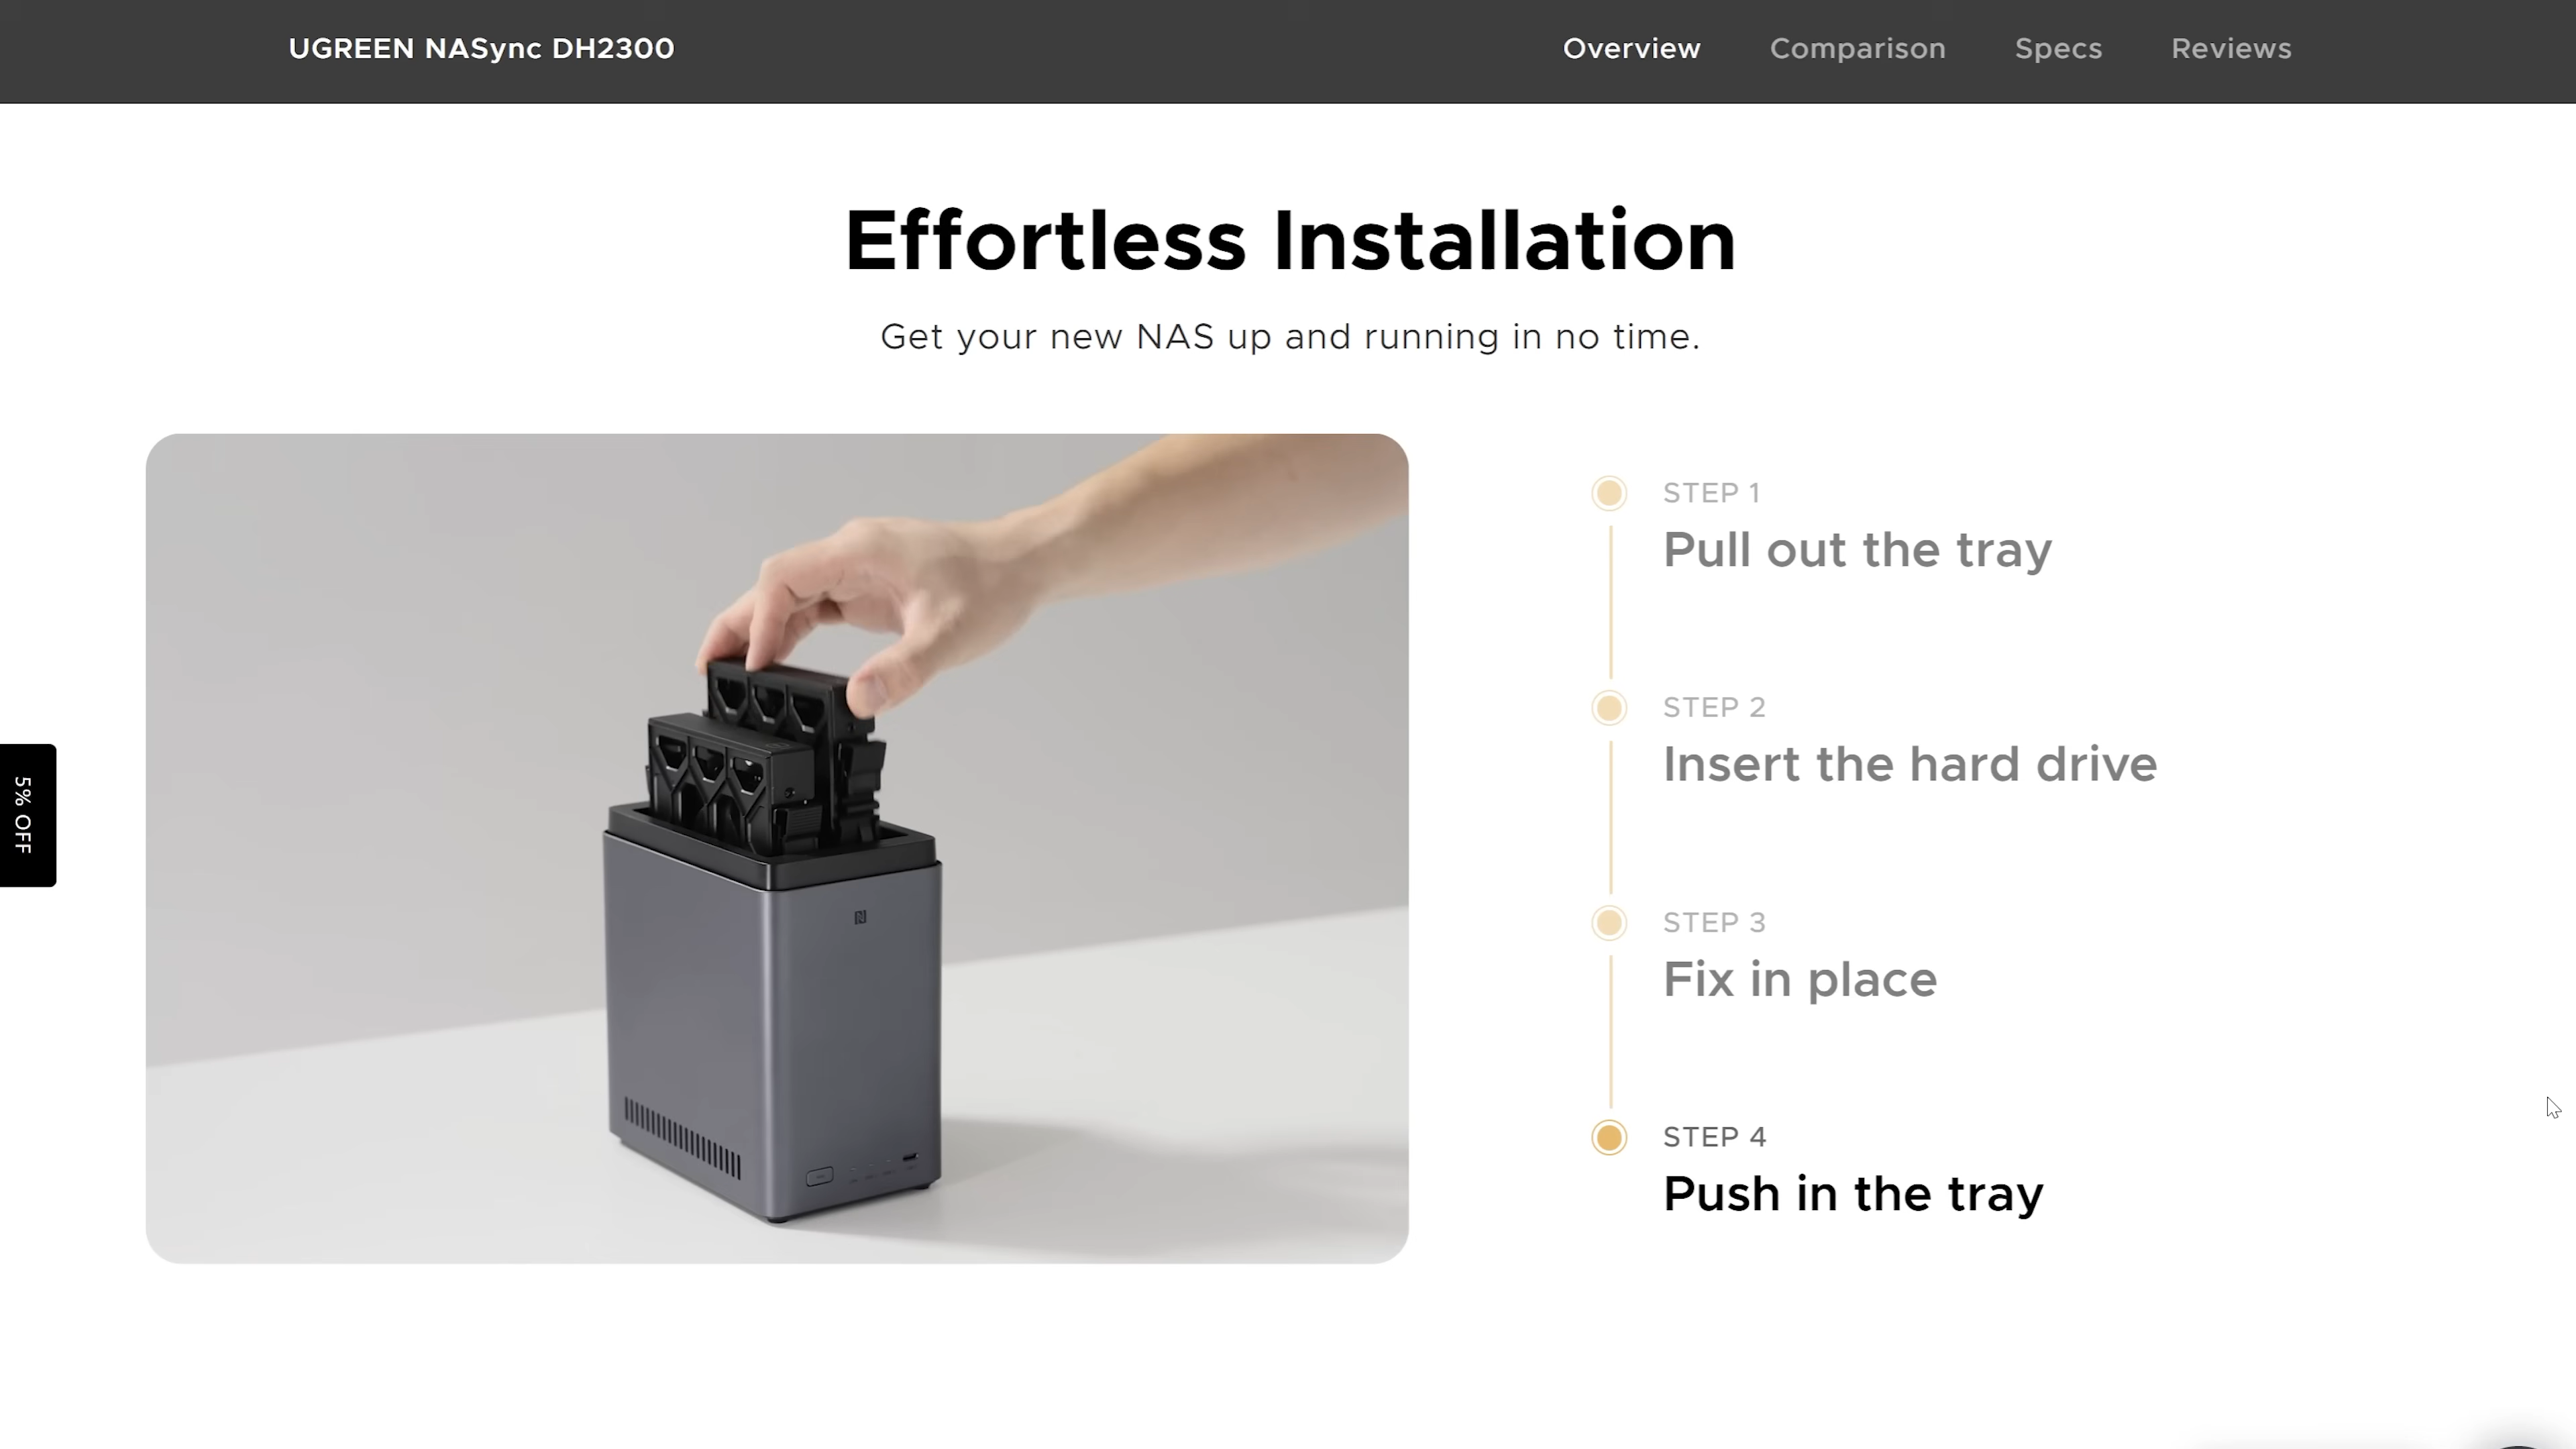 UGREEN NASync DH2300
Overview
Comparison
Specs
Reviews
Effortless Installation
Get your new NAS up and running in no time.
STEP 1
Pull out the tray
STEP 2
Insert the hard drive
STEP 3
Fix in place
STEP 4
Push in the tray
5% OFF